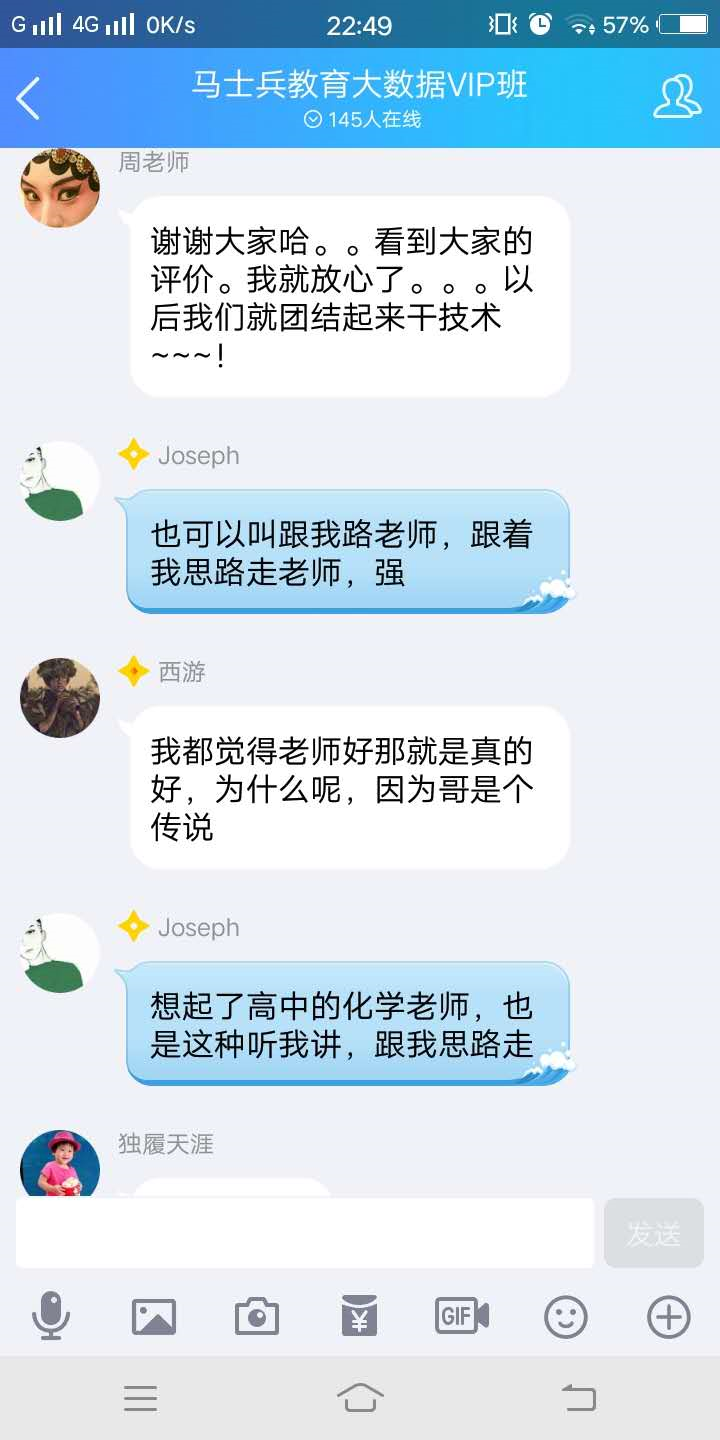 G 4G 0K/s 22:49 57%
马士兵教育大数据VIP班
145人在线
周老师
谢谢大家哈。。看到大家的
评价。我就放心了。。。以
后我们就团结起来干技术
~~~!
Joseph
也可以叫跟我路老师，跟着
我思路走老师，强
西游
我都觉得老师好那就是真的
好，为什么呢，因为哥是个
传说
Joseph
想起了高中的化学老师，也
是这种听我讲，跟我思路走
独履天涯
发送
GIF